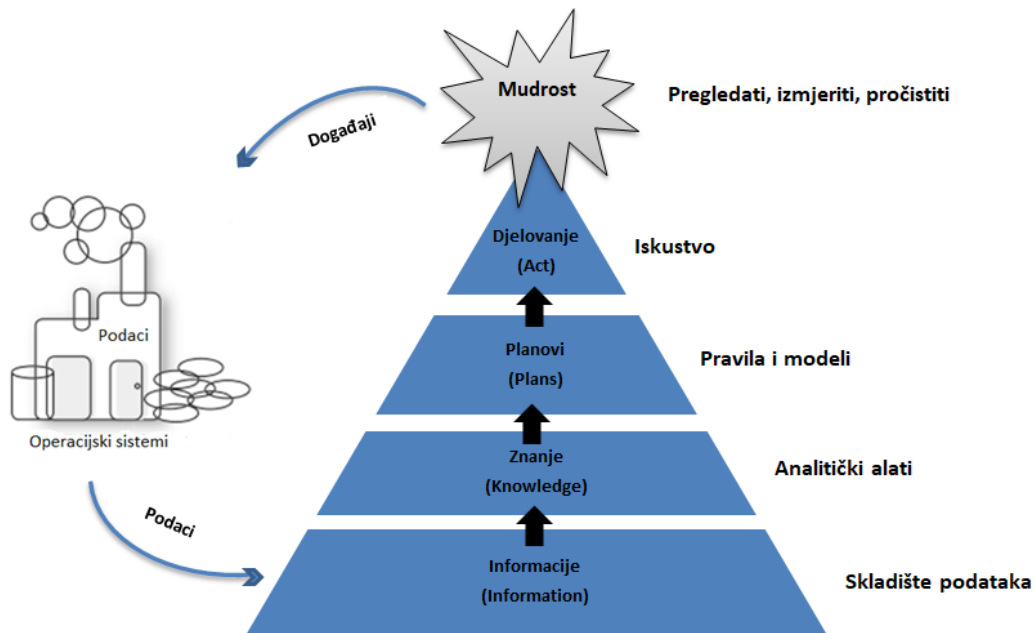 Mudrost
Pregledati, izmjeriti, pročistiti
Događaji
Djelovanje
(Act)
Iskustvo
Podaci
Planovi
(Plans)
Pravila i modeli
Operacijski sistemi
Znanje
(Knowledge)
Analitički alati
Podaci
Informacije
(Information)
Skladište podataka